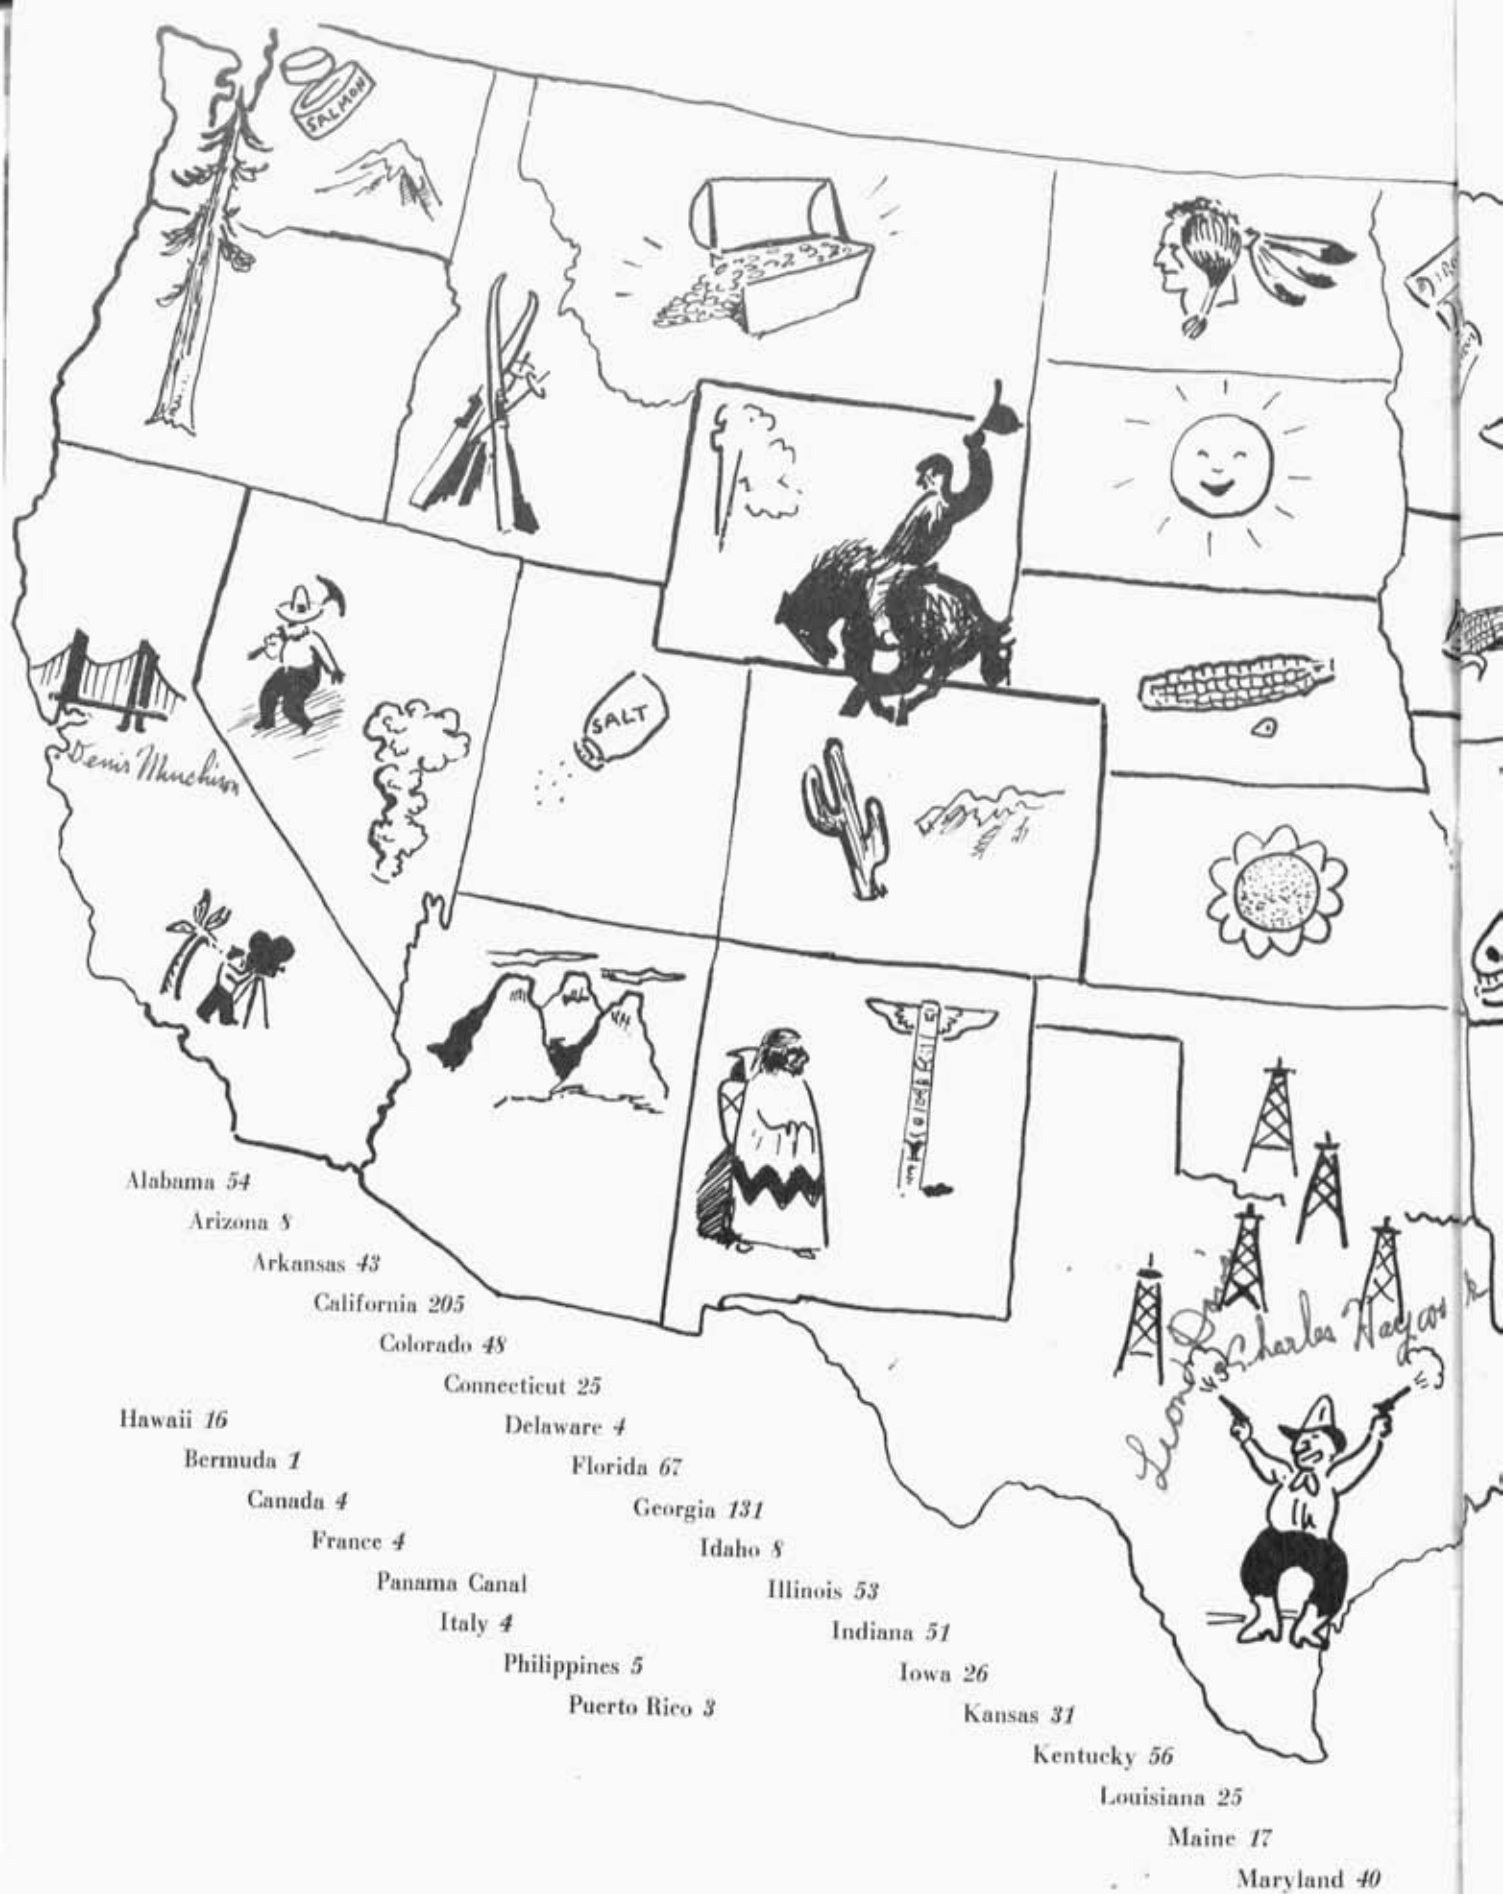 SALMON
SALT
Denis Murchison
Charles
Alabama 54
Arizona 8
Arkansas 43
California 205
Colorado 48
Connecticut 25
Delaware 4
Florida 67
Georgia 131
Idaho 8
Illinois 53
Indiana 51
Iowa 26
Kansas 31
Kentucky 56
Louisiana 25
Maine 17
Maryland 40
Hawaii 16
Bermuda 1
Canada 4
France 4
Panama Canal
Italy 4
Philippines 5
Puerto Rico 3